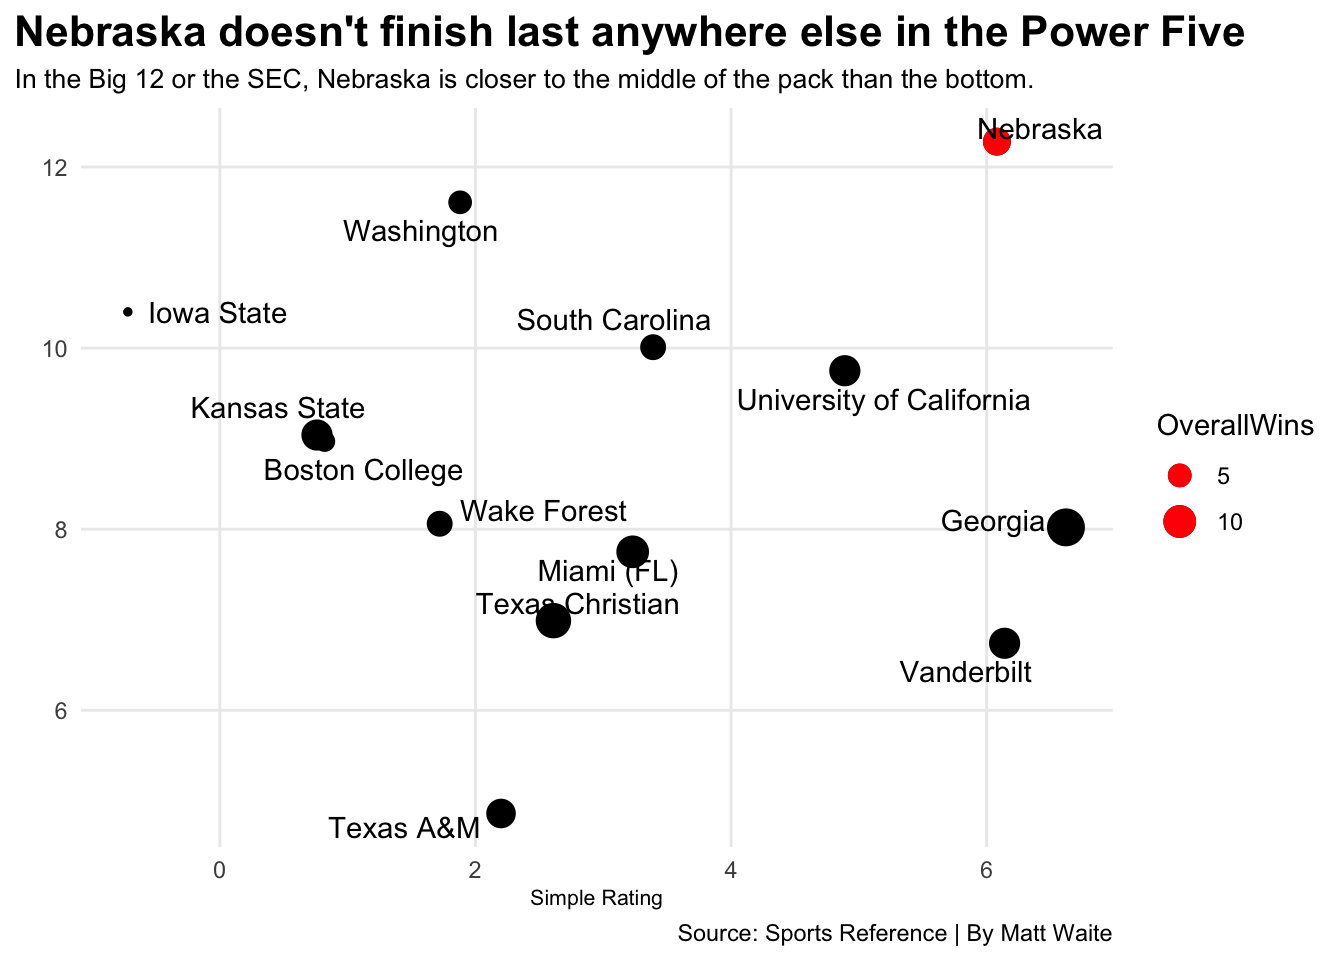 Nebraska doesn't finish last anywhere else in the Power Five
In the Big 12 or the SEC, Nebraska is closer to the middle of the pack than the bottom.
Nebraska
12
Washington
Iowa State
South Carolina
10
University of California
Kansas State
Boston College
Wake Forest
Georgia
8
Miami (FL)
Texas Christian
Vanderbilt
6
Texas A&M
0 2 4 6
Simple Rating
OverallWins
5
10
Source: Sports Reference | By Matt Waite